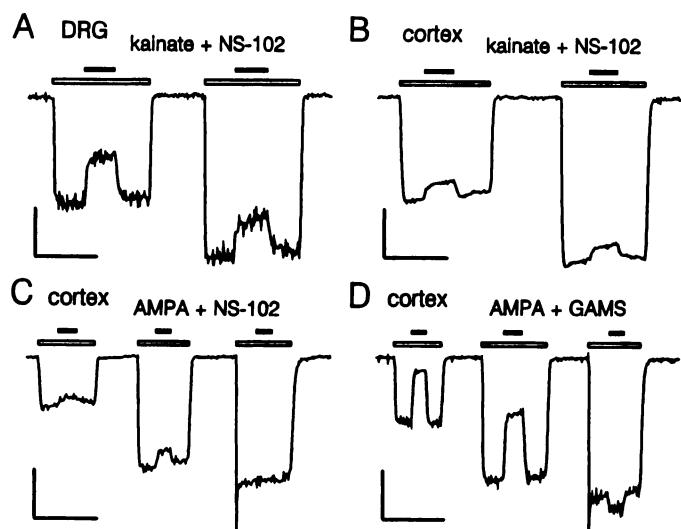 A DRG
kainate + NS-102
B cortex
kainate + NS-102
C cortex
AMPA + NS-102
D cortex
AMPA + GAMS